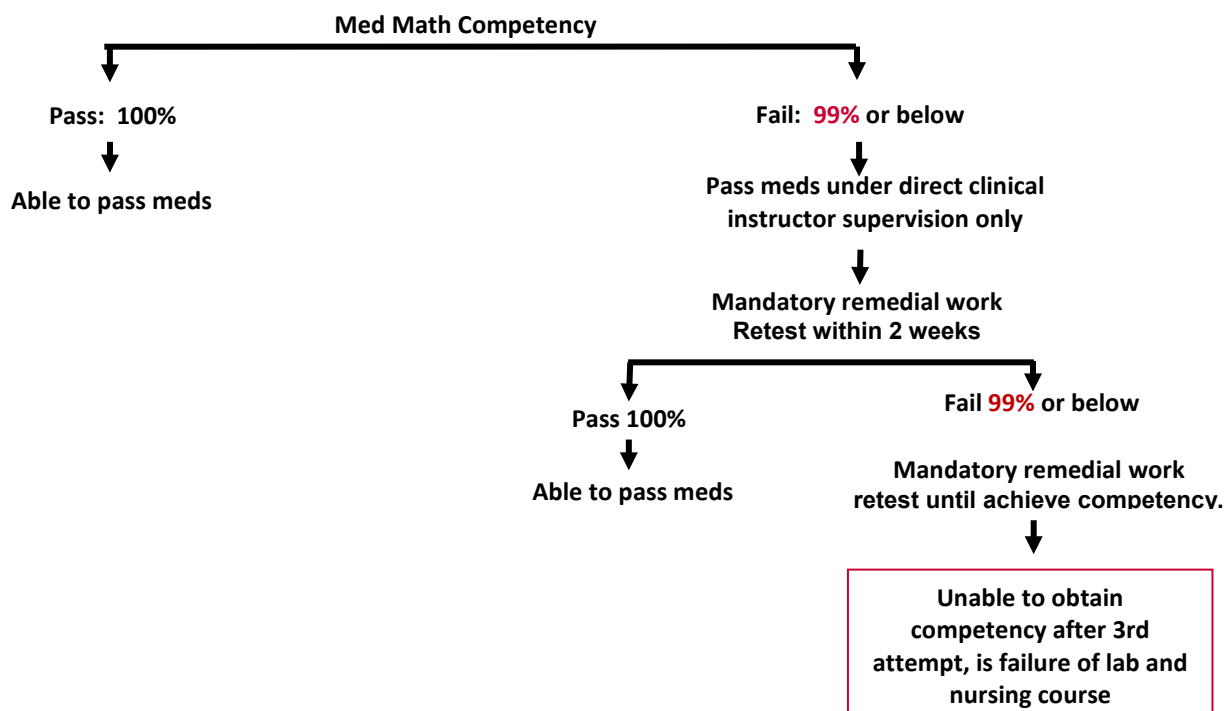 Med Math Competency
Pass: 100%
Able to pass meds
Fail: 99% or below
Pass meds under direct clinical
instructor supervision only
Mandatory remedial work
Retest within 2 weeks
Pass 100%
Able to pass meds
Fail 99% or below
Mandatory remedial work
retest until achieve competency.
Unable to obtain
competency after 3rd
attempt, is failure of lab and
nursing course